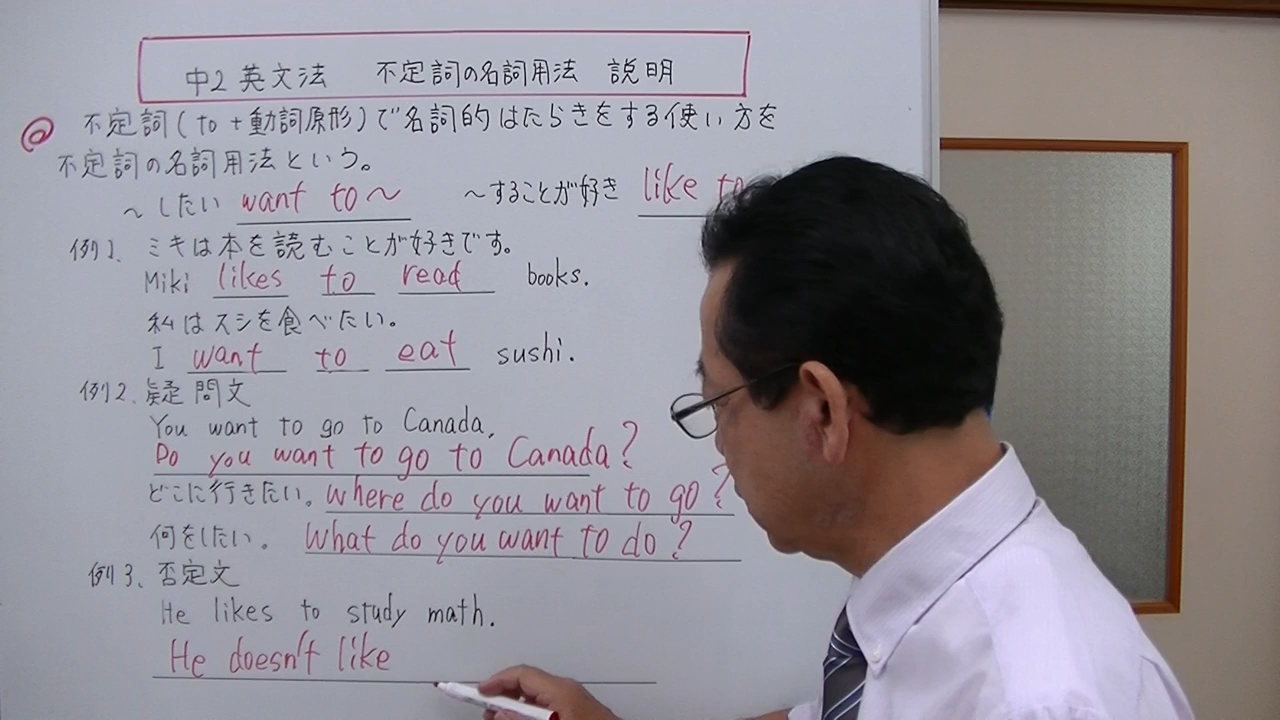 中2 英文法 不定詞の名詞用法 説明
@ 不定詞(to+動詞原形)で名詞的はたらきをする使い方を
不定詞の名詞用法という。
~したい want to~ ~することが好き like to
例1、ミキは本を読むことが好きです。
Miki likes to read books.
私はスシを食べたい。
I want to eat sushi.
例2、疑問文
You want to go to Canada.
Do you want to go to Canada?
どこに行きたい。where do you want to go?
何をしたい。What do you want to do?
例3、否定文
He likes to study math.
He doesn't like